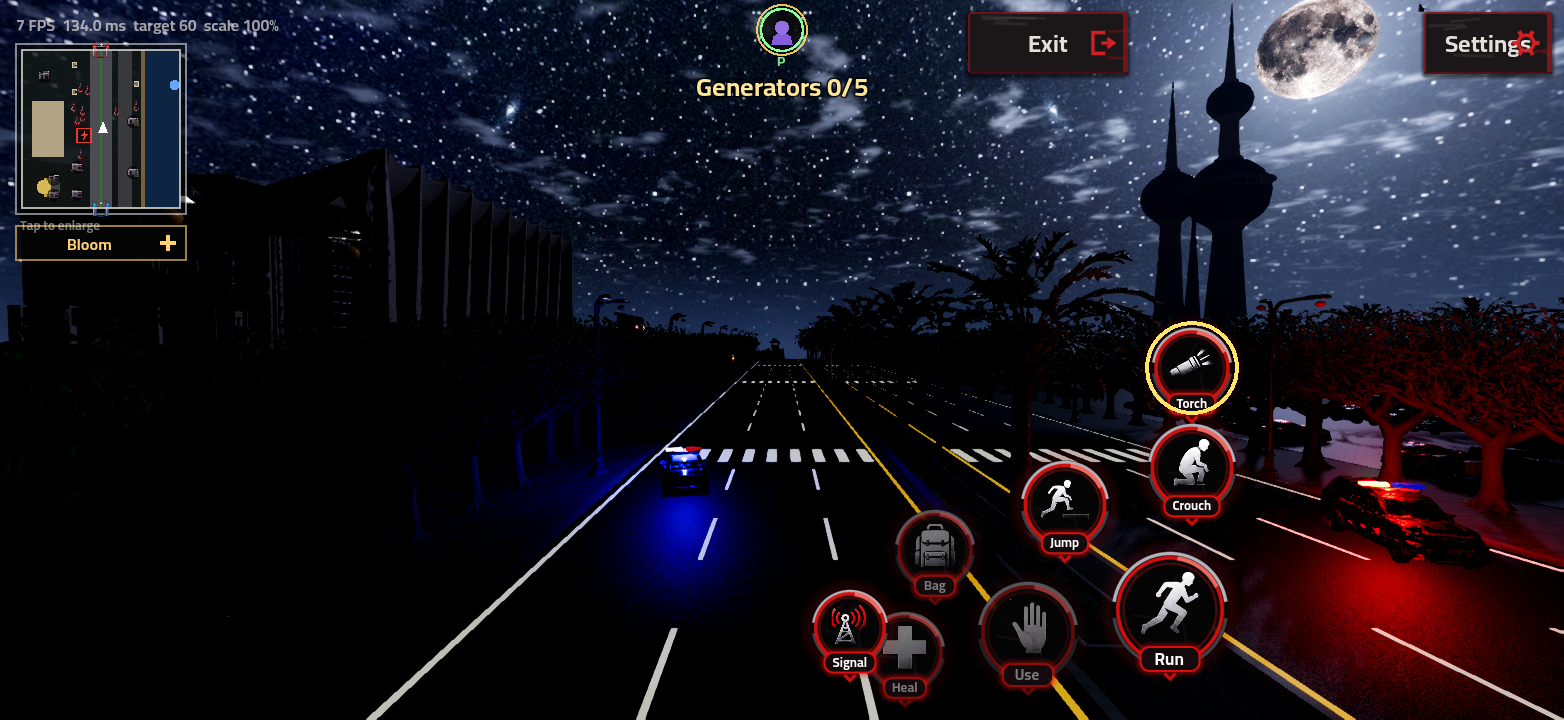 7 FPS 134.0 ms target 60 scale 100%
P
Generators 0/5
Exit
Settings
Tap to enlarge
Bloom
Torch
Crouch
Jump
Bag
Signal
Heal
Use
Run